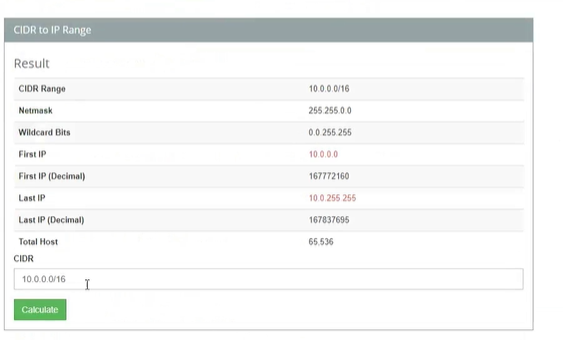 CIDR to IP Range
Result
CIDR Range 10.0.0.0/16
Netmask 255.255.0.0
Wildcard Bits 0.0.255.255
First IP 10.0.0.0
First IP (Decimal) 167772160
Last IP 10.0.255.255
Last IP (Decimal) 167837695
Total Host 65,536
CIDR
10.0.0.0/16
Calculate